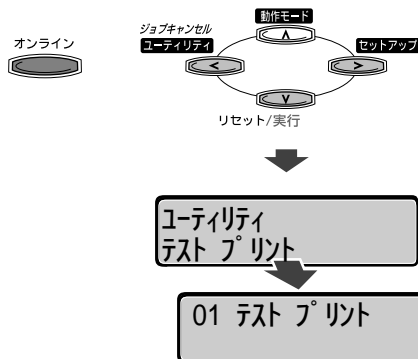 オンライン
ジョブキャンセル
ユーティリティ
動作モード
セットアップ
リセット/実行
ユーティリティ
テスト プリント
01 テスト プリント